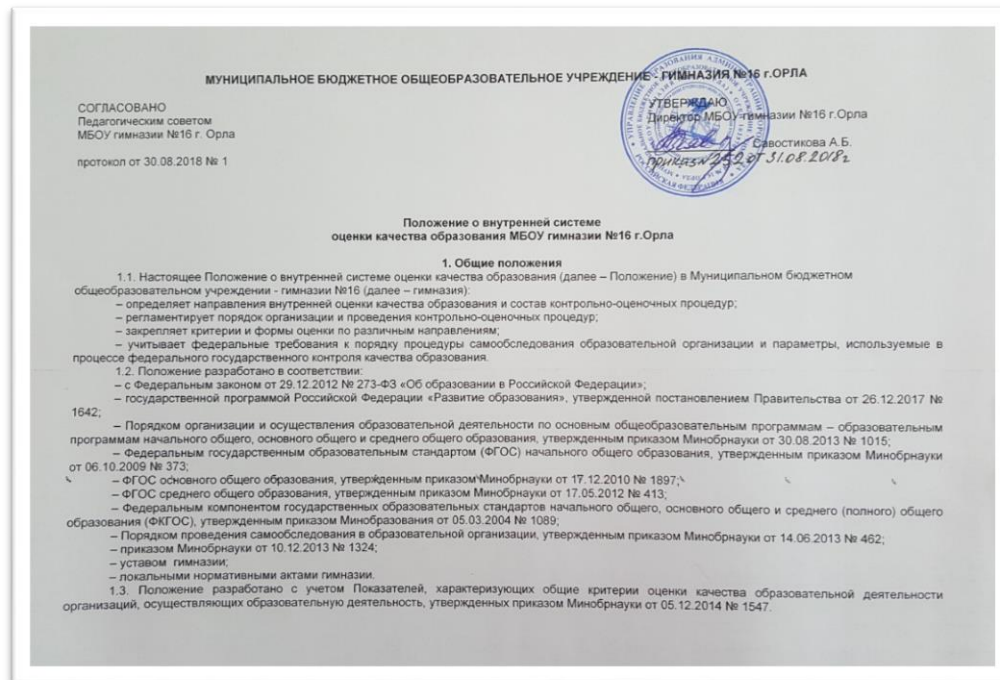 МУНИЦИПАЛЬНОЕ БЮДЖЕТНОЕ ОБЩЕОБРАЗОВАТЕЛЬНОЕ УЧРЕЖДЕНИЕ - ГИМНАЗИЯ №16 г.ОРЛА
СОГЛАСОВАНО
Педагогическим советом
МБОУ гимназии №16 г. Орла
протокол от 30.08.2018 № 1
УТВЕРЖДАЮ
Директор МБОУ гимназии №16 г.Орла
Савостикова А.Б.
приказ №252 от 31.08.2018г
Положение о внутренней системе
оценки качества образования МБОУ гимназии №16 г.Орла
1. Общие положения
1.1. Настоящее Положение о внутренней системе оценки качества образования (далее – Положение) в Муниципальном бюджетном
общеобразовательном учреждении - гимназии №16 (далее – гимназия):
– определяет направления внутренней оценки качества образования и состав контрольно-оценочных процедур;
– регламентирует порядок организации и проведения контрольно-оценочных процедур;
– закрепляет критерии и формы оценки по различным направлениям;
– учитывает федеральные требования к порядку процедуры самообследования образовательной организации и параметры, используемые в
процессе федерального государственного контроля качества образования.
1.2. Положение разработано в соответствии:
– с Федеральным законом от 29.12.2012 № 273-ФЗ «Об образовании в Российской Федерации»;
– государственной программой Российской Федерации «Развитие образования», утвержденной постановлением Правительства от 26.12.2017 №
1642;
– Порядком организации и осуществления образовательной деятельности по основным общеобразовательным программам – образовательным
программам начального общего, основного общего и среднего общего образования, утвержденным приказом Минобрнауки от 30.08.2013 № 1015;
– Федеральным государственным образовательным стандартом (ФГОС) начального общего образования, утвержденным приказом Минобрнауки
от 06.10.2009 № 373;
– ФГОС основного общего образования, утвержденным приказом Минобрнауки от 17.12.2010 № 1897;
– ФГОС среднего общего образования, утвержденным приказом Минобрнауки от 17.05.2012 № 413;
– Федеральным компонентом государственных образовательных стандартов начального общего, основного общего и среднего (полного) общего
образования (ФКГОС), утвержденным приказом Минобразования от 05.03.2004 № 1089;
– Порядком проведения самообследования в образовательной организации, утвержденным приказом Минобрнауки от 14.06.2013 № 462;
– приказом Минобрнауки от 10.12.2013 № 1324;
– уставом гимназии;
– локальными нормативными актами гимназии.
1.3. Положение разработано с учетом Показателей, характеризующих общие критерии оценки качества образовательной деятельности
организаций, осуществляющих образовательную деятельность, утвержденных приказом Минобрнауки от 05.12.2014 № 1547.